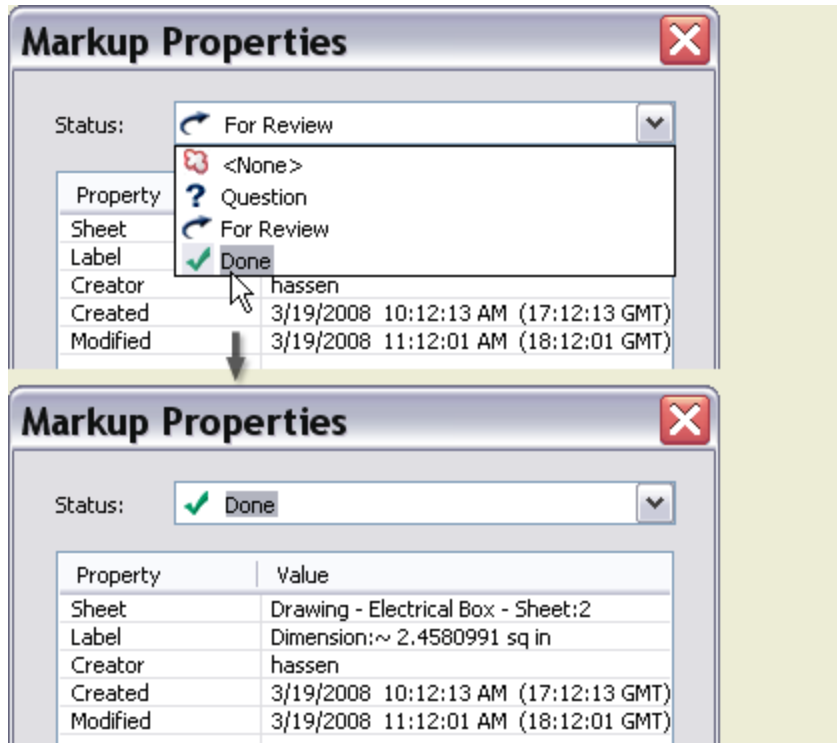 Markup Properties
Status: For Review
<None>
Question
For Review
Done
Property
Sheet
Label
Creator hassen
Created 3/19/2008 10:12:13 AM (17:12:13 GMT)
Modified 3/19/2008 11:12:01 AM (18:12:01 GMT)
Markup Properties
Status: Done
Property Value
Sheet Drawing - Electrical Box - Sheet:2
Label Dimension:~ 2.4580991 sq in
Creator hassen
Created 3/19/2008 10:12:13 AM (17:12:13 GMT)
Modified 3/19/2008 11:12:01 AM (18:12:01 GMT)